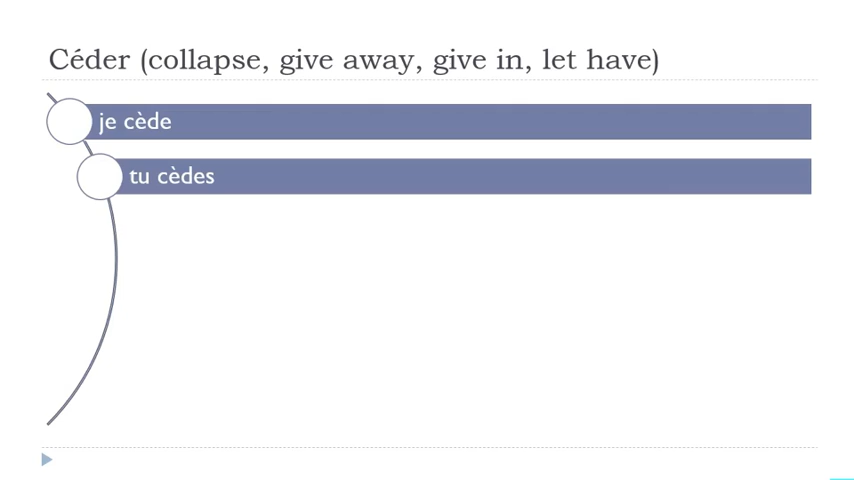 Céder (collapse, give away, give in, let have)
je cède
tu cèdes